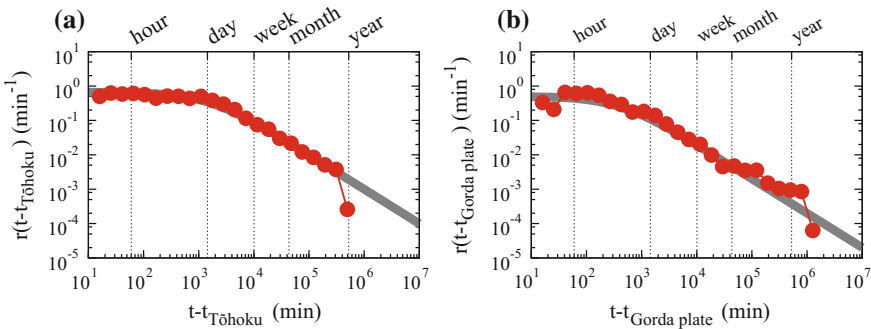 (a)
hour
day
week
month
year
r(t-t_Tōhoku) (min^-1)
10^1
10^0
10^-1
10^-2
10^-3
10^-4
10^-5
10^1 10^2 10^3 10^4 10^5 10^6 10^7
t-t_Tōhoku (min)
(b)
hour
day
week
month
year
r(t-t_Gorda plate) (min^-1)
10^1
10^0
10^-1
10^-2
10^-3
10^-4
10^-5
10^1 10^2 10^3 10^4 10^5 10^6 10^7
t-t_Gorda plate (min)